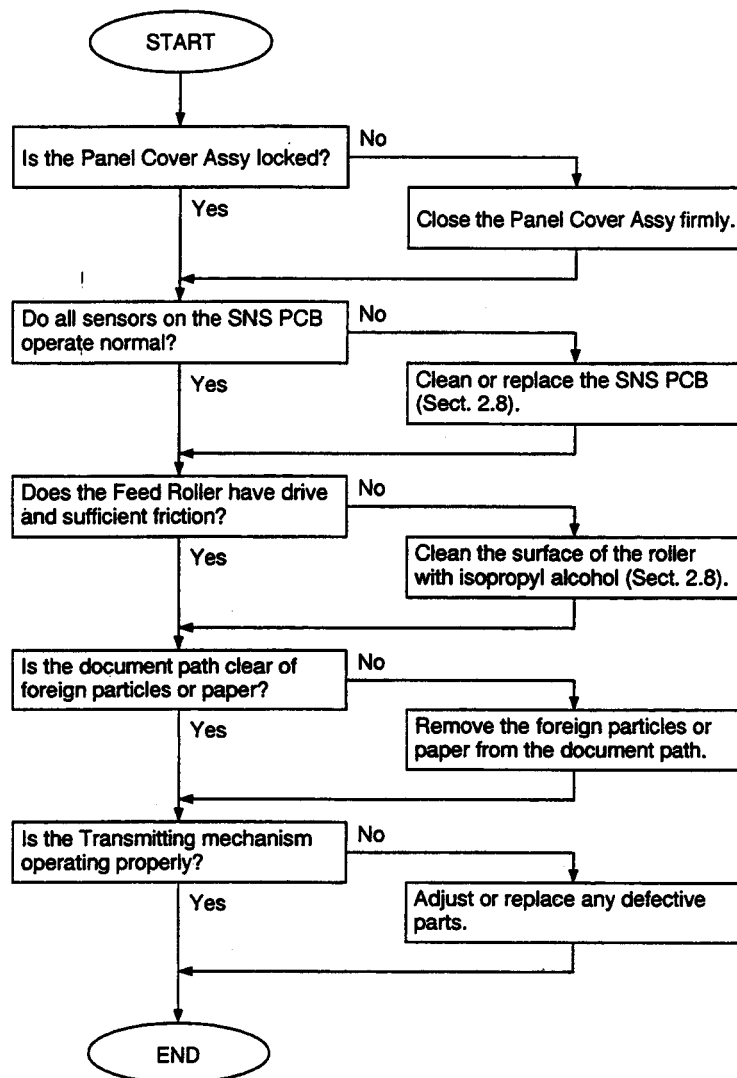 START
Is the Panel Cover Assy locked?
No
Yes
Close the Panel Cover Assy firmly.
Do all sensors on the SNS PCB
operate normal?
No
Yes
Clean or replace the SNS PCB
(Sect. 2.8).
Does the Feed Roller have drive
and sufficient friction?
No
Yes
Clean the surface of the roller
with isopropyl alcohol (Sect. 2.8).
Is the document path clear of
foreign particles or paper?
No
Yes
Remove the foreign particles or
paper from the document path.
Is the Transmitting mechanism
operating properly?
No
Yes
Adjust or replace any defective
parts.
END